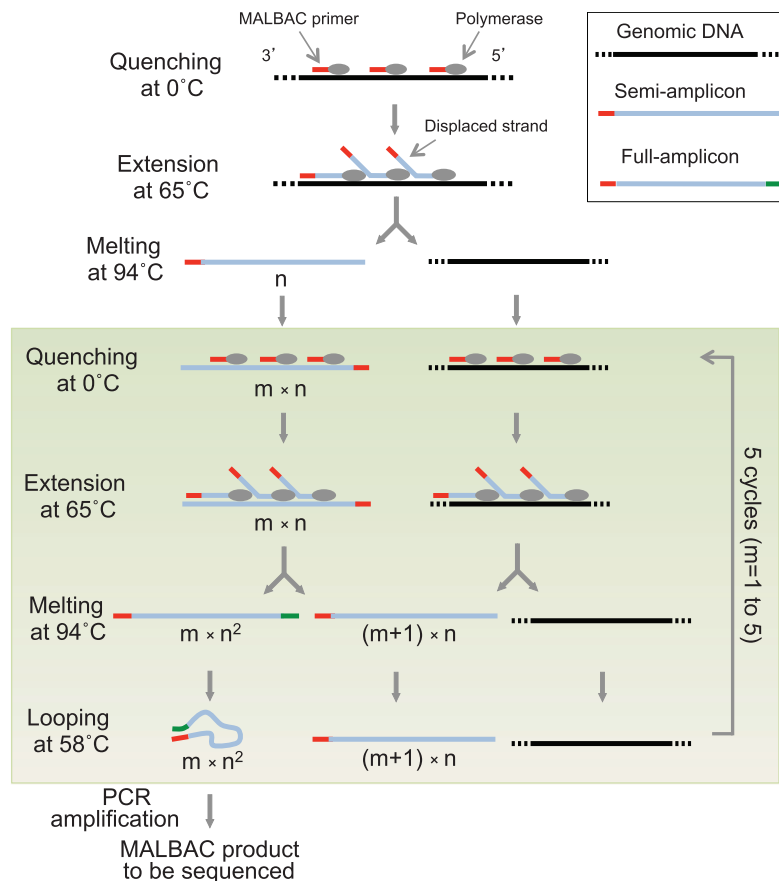 MALBAC primer
Polymerase
3’
5’
Quenching
at 0˚C
Genomic DNA
Semi-amplicon
Full-amplicon
Displaced strand
Extension
at 65˚C
Melting
at 94˚C
n
Quenching
at 0˚C
m × n
Extension
at 65˚C
m × n
5 cycles (m=1 to 5)
Melting
at 94˚C
m × n²
(m+1) × n
Looping
at 58˚C
m × n²
(m+1) × n
PCR
amplification
MALBAC product
to be sequenced